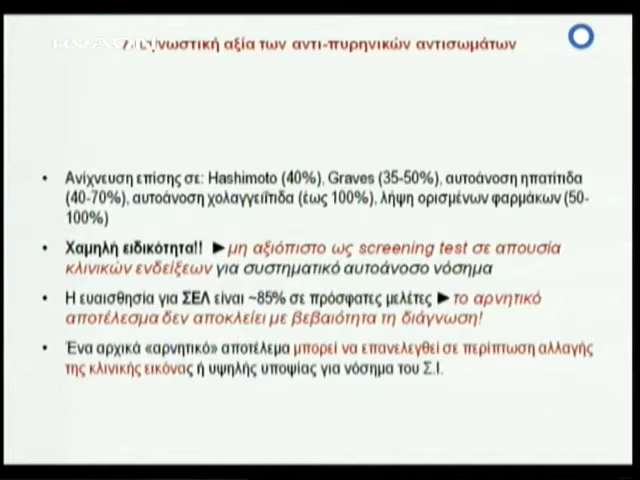 γνωστική αξία των αντι-πυρηνικών αντισωμάτων
• Ανίχνευση επίσης σε: Hashimoto (40%), Graves (35-50%), αυτοάνοση ηπατίτιδα
(40-70%), αυτοάνοση χολαγγειΐτιδα (έως 100%), λήψη ορισμένων φαρμάκων (50-
100%)
• Χαμηλή ειδικότητα!! ►μη αξιόπιστο ως screening test σε απουσία
κλινικών ενδείξεων για συστηματικό αυτοάνοσο νόσημα
• Η ευαισθησία για ΣΕΛ είναι ~85% σε πρόσφατες μελέτες ►το αρνητικό
αποτέλεσμα δεν αποκλείει με βεβαιότητα τη διάγνωση!
• Ένα αρχικά «αρνητικό» αποτέλεμα μπορεί να επανελεγθεί σε περίπτωση αλλαγής
της κλινικής εικόνας ή υψηλής υποψίας για νόσημα του Σ.Ι.